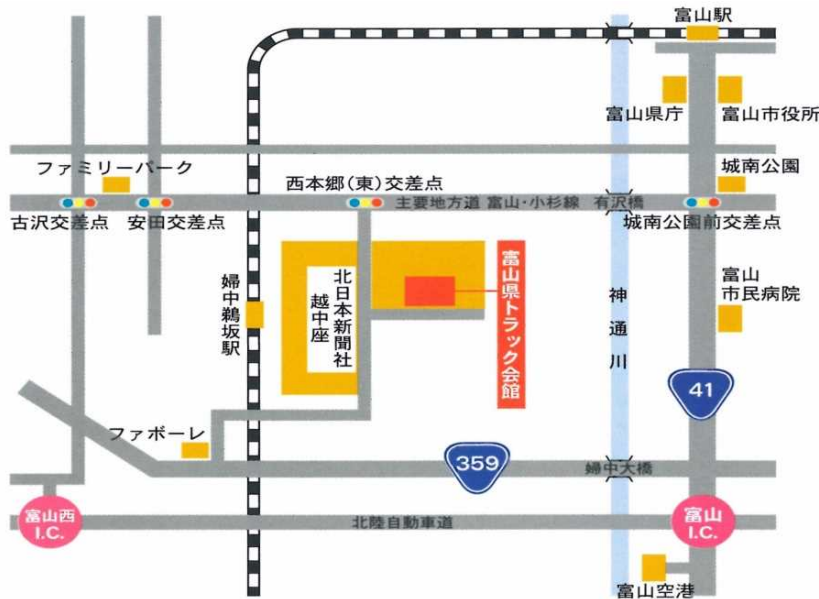 富山駅
富山県庁
富山市役所
ファミリーパーク
西本郷(東)交差点
城南公園
主要地方道 富山・小杉線
有沢橋
古沢交差点
安田交差点
城南公園前交差点
婦中鵜坂駅
北日本新聞社
越中座
富山県トラック会館
神通川
富山
市民病院
41
ファボーレ
359
婦中大橋
富山西
I.C.
北陸自動車道
富山
I.C.
富山空港